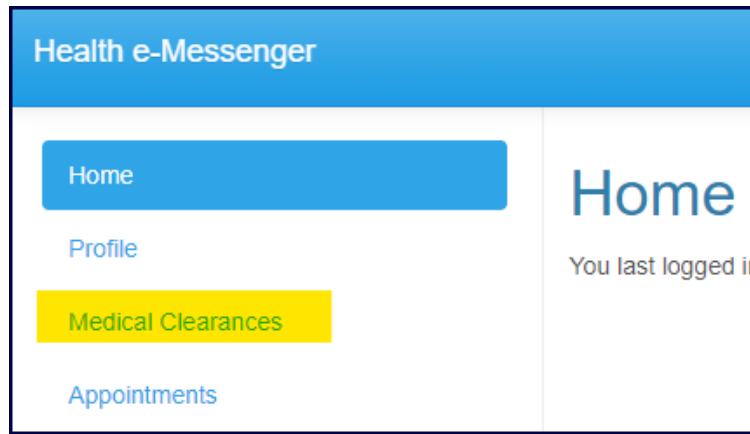 Health e-Messenger
Home
Profile
Medical Clearances
Appointments
Home
You last logged